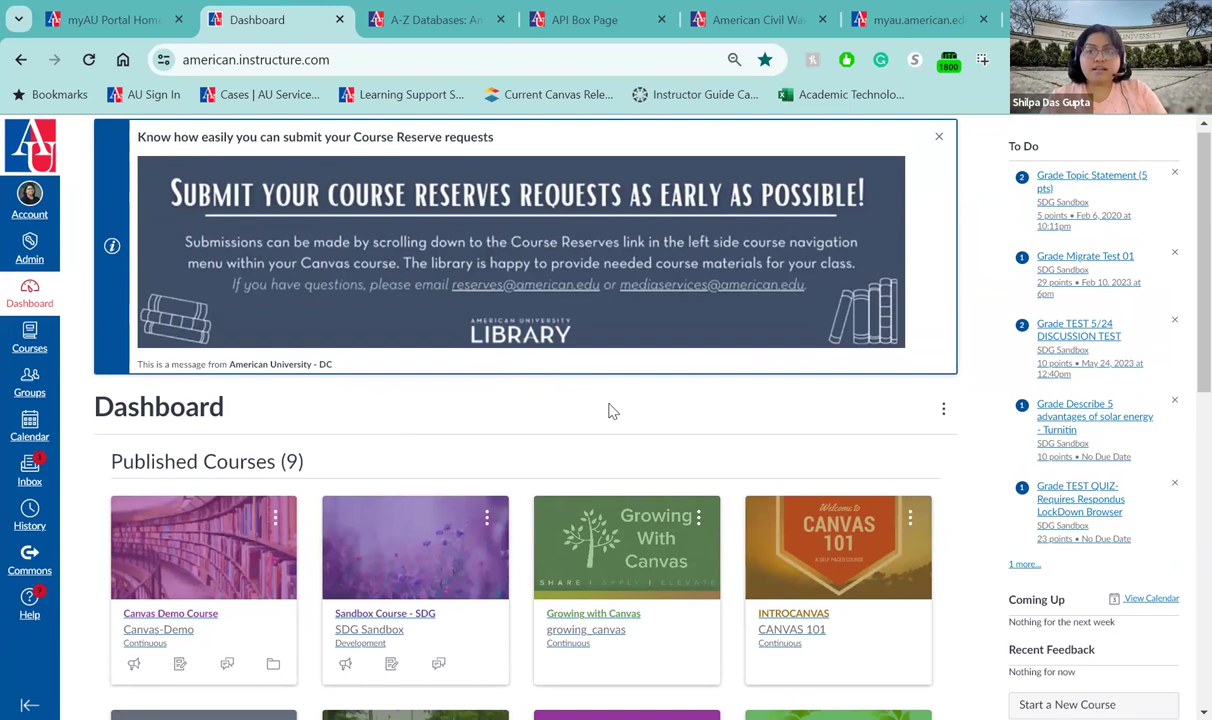 myAU Portal Hom
Dashboard
A-Z Databases: Am
API Box Page
American Civil Wa
myau.american.ed
american.instructure.com
1800
Bookmarks
AU Sign In
Cases | AU Service...
Learning Support S...
Current Canvas Rele...
Instructor Guide Ca...
Academic Technolo...
Shilpa Das Gupta
AU
Account
Admin
Dashboard
Courses
Groups
Calendar
Inbox
History
Commons
Help
Know how easily you can submit your Course Reserve requests
SUBMIT YOUR COURSE RESERVES REQUESTS AS EARLY AS POSSIBLE!
Submissions can be made by scrolling down to the Course Reserves link in the left side course navigation
menu within your Canvas course. The library is happy to provide needed course materials for your class.
If you have questions, please email reserves@american.edu or mediaservices@american.edu.
AMERICAN UNIVERSITY
LIBRARY
This is a message from American University - DC
Dashboard
Published Courses (9)
Canvas Demo Course
Canvas-Demo
Continuous
Sandbox Course - SDG
SDG Sandbox
Development
Growing
With
Canvas
SHARE | APPLY | ELEVATE
Growing with Canvas
growing_canvas
Continuous
Welcome to
CANVAS
101
A SELF PACED COURSE
INTROCANVAS
CANVAS 101
Continuous
To Do
2
Grade Topic Statement (5
pts)
SDG Sandbox
5 points • Feb 6, 2020 at
10:11pm
1
Grade Migrate Test 01
SDG Sandbox
29 points • Feb 10, 2023 at
6pm
2
Grade TEST 5/24
DISCUSSION TEST
SDG Sandbox
10 points • May 24, 2023 at
12:40pm
1
Grade Describe 5
advantages of solar energy
- Turnitin
SDG Sandbox
10 points • No Due Date
1
Grade TEST QUIZ-
Requires Respondus
LockDown Browser
SDG Sandbox
23 points • No Due Date
1 more...
Coming Up
View Calendar
Nothing for the next week
Recent Feedback
Nothing for now
Start a New Course